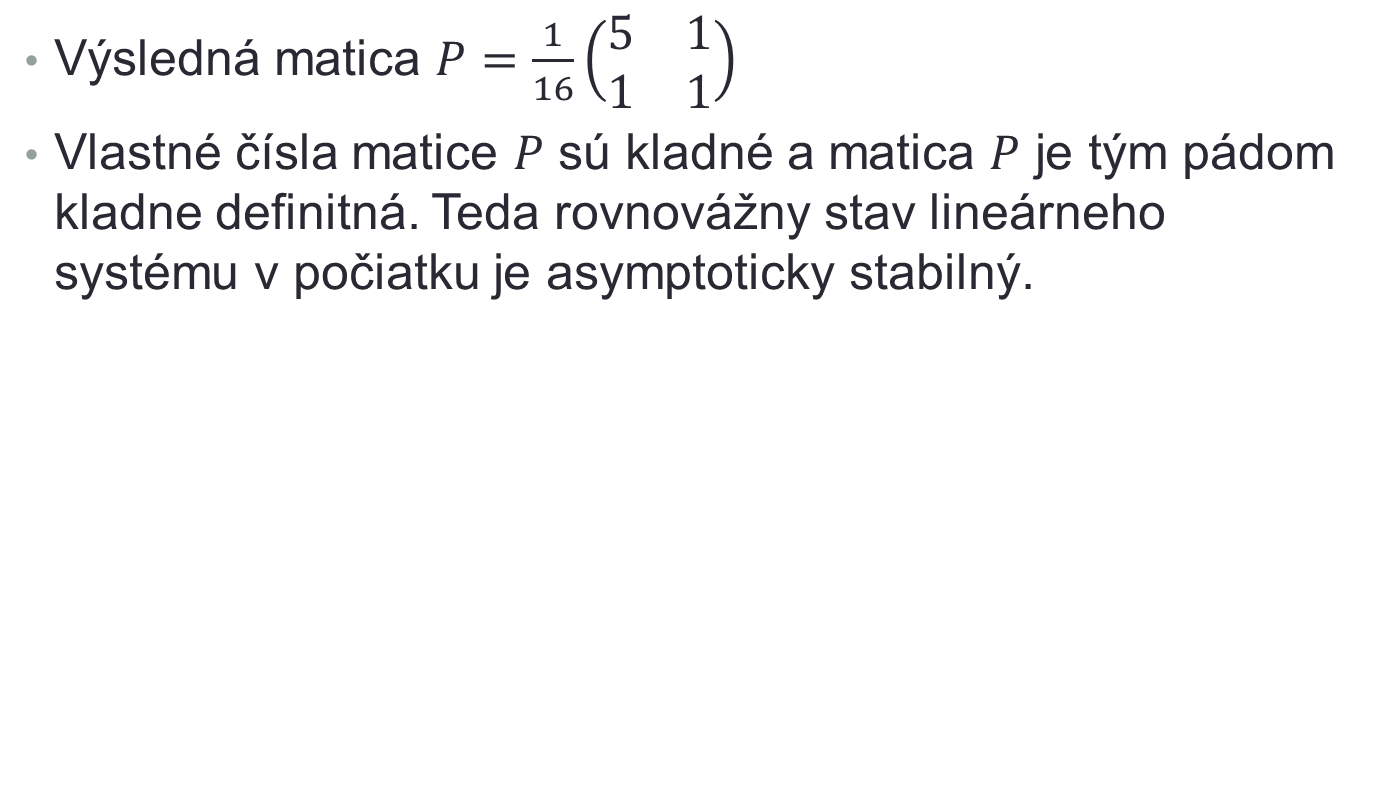 • Výsledná matica 𝑃 = 1/16 (5 1
1 1)
• Vlastné čísla matice 𝑃 sú kladné a matica 𝑃 je tým pádom
kladne definitná. Teda rovnovážny stav lineárneho
systému v počiatku je asymptoticky stabilný.